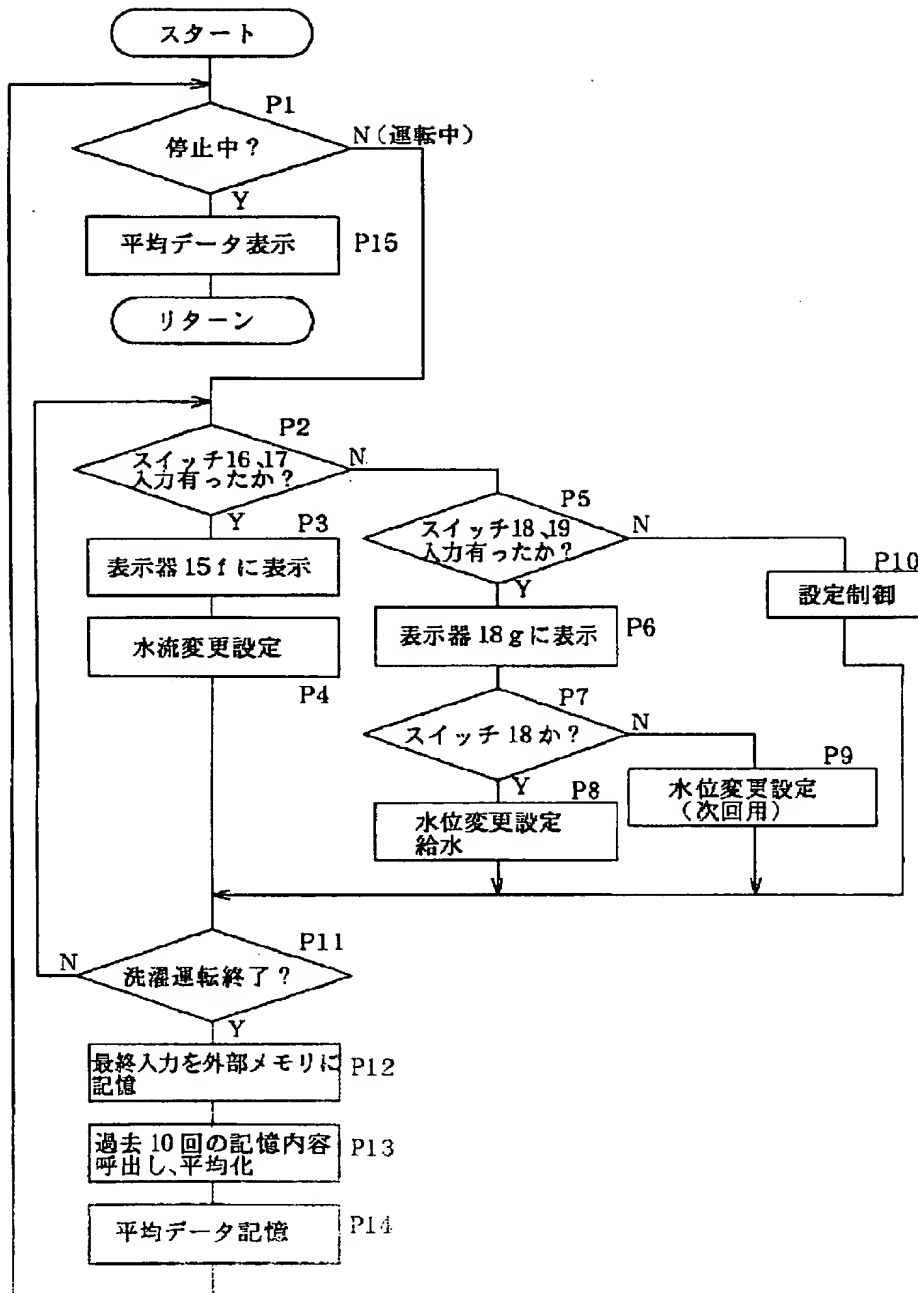 スタート
P1
停止中?
N(運転中)
Y
平均データ表示
P15
リターン
P2
スイッチ16、17
入力有ったか?
N
Y
P3
表示器15fに表示
水流変更設定
P4
P5
スイッチ18、19
入力有ったか?
N
Y
P10
設定制御
表示器18gに表示
P6
P7
スイッチ18か?
N
Y
P8
水位変更設定
給水
P9
水位変更設定
(次回用)
P11
洗濯運転終了?
N
Y
最終入力を外部メモリに
記憶
P12
過去10回の記憶内容
呼出し、平均化
P13
平均データ記憶
P14